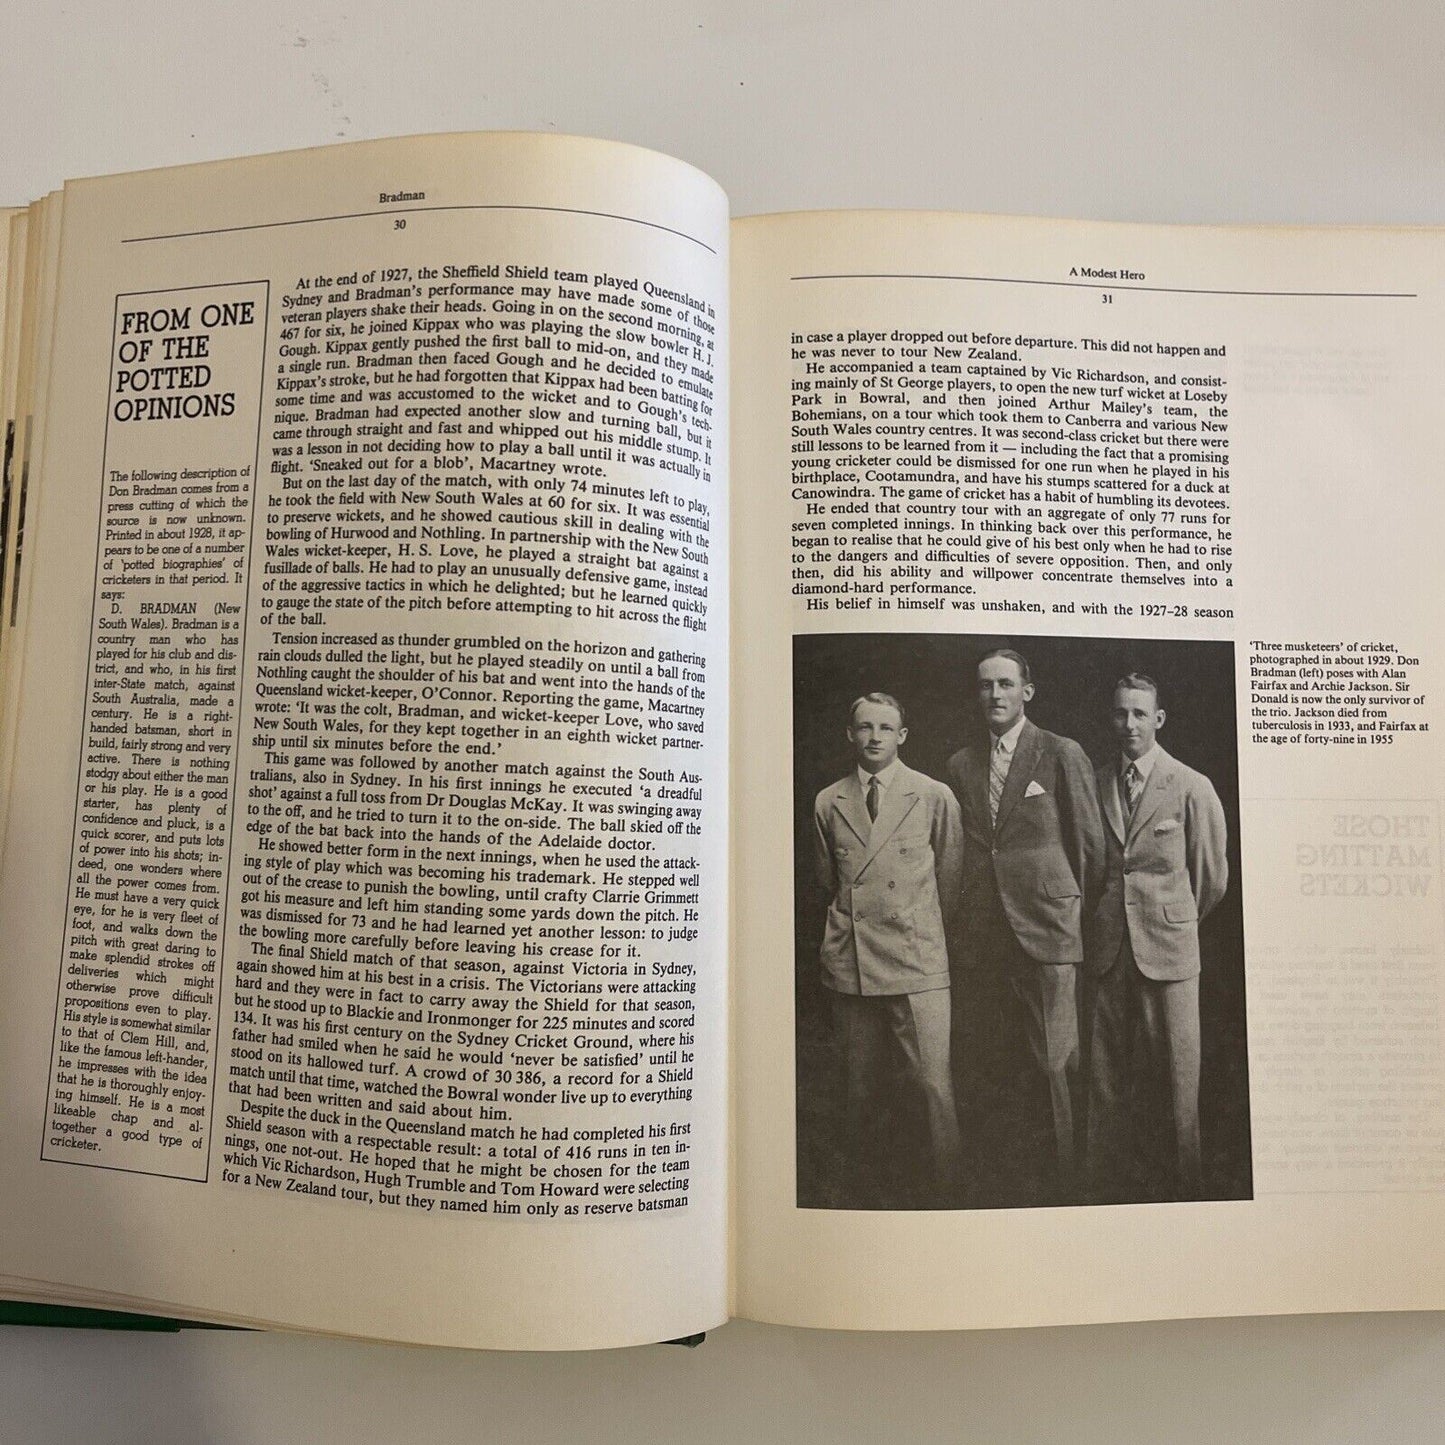 Bradman
30
FROM ONE
OF THE
POTTED
OPINIONS
The following description of
Don Bradman comes from a
press cutting of which the
source is now unknown.
Printed in about 1928, it ap-
pears to be one of a number
of 'potted biographies' of
cricketers in that period. It
says:
D. BRADMAN (New
South Wales). Bradman is a
country man who has
played for his club and dis-
trict, and who, in his first
inter-State match, against
South Australia, made a
century. He is a right-
handed batsman, short in
build, fairly strong and very
active. There is nothing
stodgy about either the man
or his play. He is a good
starter, has plenty of
confidence and pluck, is a
quick scorer, and puts lots
of power into his shots; in-
deed, one wonders where
all the power comes from.
He must have a very quick
eye, for he is very fleet of
foot, and walks down the
pitch with great daring to
make splendid strokes off
deliveries which might
otherwise prove difficult
propositions even to play.
His style is somewhat similar
to that of Clem Hill, and,
like the famous left-hander,
he impresses with the idea
that he is thoroughly enjoy-
ing himself. He is a most
likeable chap and al-
together a good type of
cricketer.
At the end of 1927, the Sheffield Shield team played Queensland in
Sydney and Bradman's performance may have made some of those
veteran players shake their heads. Going in on the second morning, at
467 for six, he joined Kippax who was playing the slow bowler H. J.
Gough. Kippax gently pushed the first ball to mid-on, and they made
a single run. Bradman then faced Gough and he decided to emulate
Kippax's stroke, but he had forgotten that Kippax had been batting for
some time and was accustomed to the wicket and to Gough's tech-
nique. Bradman had expected another slow and turning ball, but it
came through straight and fast and whipped out his middle stump. It
was a lesson in not deciding how to play a ball until it was actually in
flight. 'Sneaked out for a blob', Macartney wrote.
But on the last day of the match, with only 74 minutes left to play,
he took the field with New South Wales at 60 for six. It was essential
to preserve wickets, and he showed cautious skill in dealing with the
bowling of Hurwood and Nothling. In partnership with the New South
Wales wicket-keeper, H. S. Love, he played a straight bat against a
fusillade of balls. He had to play an unusually defensive game, instead
of the aggressive tactics in which he delighted; but he learned quickly
to gauge the state of the pitch before attempting to hit across the flight
of the ball.
Tension increased as thunder grumbled on the horizon and gathering
rain clouds dulled the light, but he played steadily on until a ball from
Nothling caught the shoulder of his bat and went into the hands of the
Queensland wicket-keeper, O'Connor. Reporting the game, Macartney
wrote: 'It was the colt, Bradman, and wicket-keeper Love, who saved
New South Wales, for they kept together in an eighth wicket partner-
ship until six minutes before the end.'
This game was followed by another match against the South Aus-
tralians, also in Sydney. In his first innings he executed 'a dreadful
shot' against a full toss from Dr Douglas McKay. It was swinging away
to the off, and he tried to turn it to the on-side. The ball skied off the
edge of the bat back into the hands of the Adelaide doctor.
He showed better form in the next innings, when he used the attack-
ing style of play which was becoming his trademark. He stepped well
out of the crease to punish the bowling, until crafty Clarrie Grimmett
got his measure and left him standing some yards down the pitch. He
was dismissed for 73 and he had learned yet another lesson: to judge
the bowling more carefully before leaving his crease for it.
The final Shield match of that season, against Victoria in Sydney,
again showed him at his best in a crisis. The Victorians were attacking
hard and they were in fact to carry away the Shield for that season,
but he stood up to Blackie and Ironmonger for 225 minutes and scored
134. It was his first century on the Sydney Cricket Ground, where his
father had smiled when he said he would 'never be satisfied' until he
stood on its hallowed turf. A crowd of 30 386, a record for a Shield
match until that time, watched the Bowral wonder live up to everything
that had been written and said about him.
Despite the duck in the Queensland match he had completed his first
Shield season with a respectable result: a total of 416 runs in ten in-
nings, one not-out. He hoped that he might be chosen for the team
which Vic Richardson, Hugh Trumble and Tom Howard were selecting
for a New Zealand tour, but they named him only as reserve batsman
A Modest Hero
31
in case a player dropped out before departure. This did not happen and
he was never to tour New Zealand.
He accompanied a team captained by Vic Richardson, and consist-
ing mainly of St George players, to open the new turf wicket at Loseby
Park in Bowral, and then joined Arthur Mailey's team, the
Bohemians, on a tour which took them to Canberra and various New
South Wales country centres. It was second-class cricket but there were
still lessons to be learned from it — including the fact that a promising
young cricketer could be dismissed for one run when he played in his
birthplace, Cootamundra, and have his stumps scattered for a duck at
Canowindra. The game of cricket has a habit of humbling its devotees.
He ended that country tour with an aggregate of only 77 runs for
seven completed innings. In thinking back over this performance, he
began to realise that he could give of his best only when he had to rise
to the dangers and difficulties of severe opposition. Then, and only
then, did his ability and willpower concentrate themselves into a
diamond-hard performance.
His belief in himself was unshaken, and with the 1927–28 season
'Three musketeers' of cricket,
photographed in about 1929. Don
Bradman (left) poses with Alan
Fairfax and Archie Jackson. Sir
Donald is now the only survivor of
the trio. Jackson died from
tuberculosis in 1933, and Fairfax at
the age of forty-nine in 1955